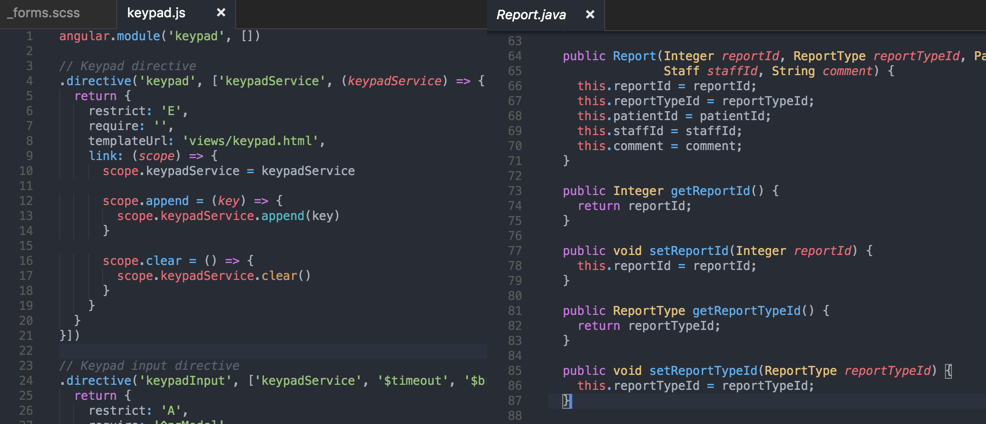 _forms.scss
keypad.js ×
1 angular.module('keypad', [])
2
3 // Keypad directive
4 .directive('keypad', ['keypadService', (keypadService) => {
5 return {
6 restrict: 'E',
7 require: '',
8 templateUrl: 'views/keypad.html',
9 link: (scope) => {
10 scope.keypadService = keypadService
11
12 scope.append = (key) => {
13 scope.keypadService.append(key)
14 }
15
16 scope.clear = () => {
17 scope.keypadService.clear()
18 }
19 }
20 }
21 }])
22
23 // Keypad input directive
24 .directive('keypadInput', ['keypadService', '$timeout', '$b
25 return {
26 restrict: 'A',
Report.java ×
63
64 public Report(Integer reportId, ReportType reportTypeId, Pa
65 Staff staffId, String comment) {
66 this.reportId = reportId;
67 this.reportTypeId = reportTypeId;
68 this.patientId = patientId;
69 this.staffId = staffId;
70 this.comment = comment;
71 }
72
73 public Integer getReportId() {
74 return reportId;
75 }
76
77 public void setReportId(Integer reportId) {
78 this.reportId = reportId;
79 }
80
81 public ReportType getReportTypeId() {
82 return reportTypeId;
83 }
84
85 public void setReportTypeId(ReportType reportTypeId) {
86 this.reportTypeId = reportTypeId;
87 }
88